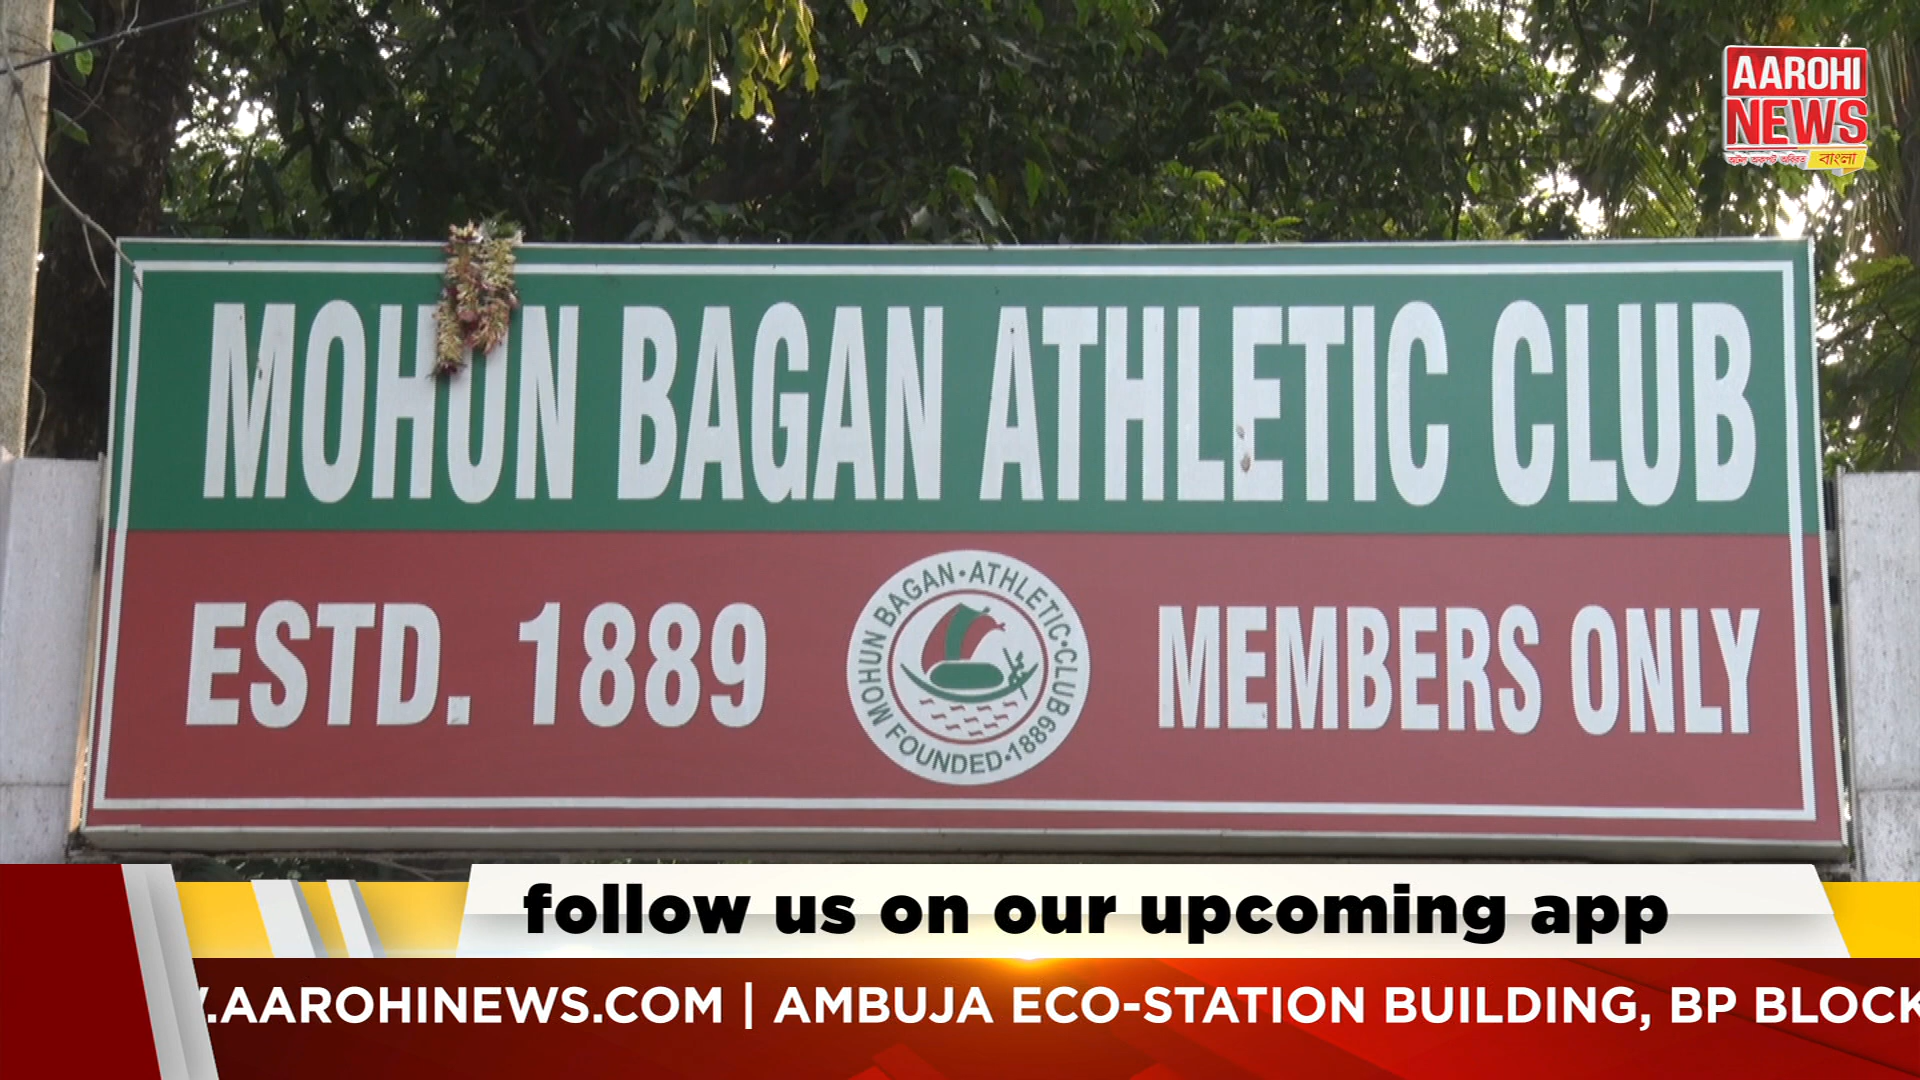 AAROHI
NEWS
বাংলা
MOHUN BAGAN ATHLETIC CLUB
ESTD. 1889
MOHUN BAGAN•ATHLETIC•CLUB
FOUNDED•1889
MEMBERS ONLY
follow us on our upcoming app
.AAROHINEWS.COM | AMBUJA ECO-STATION BUILDING, BP BLOCK